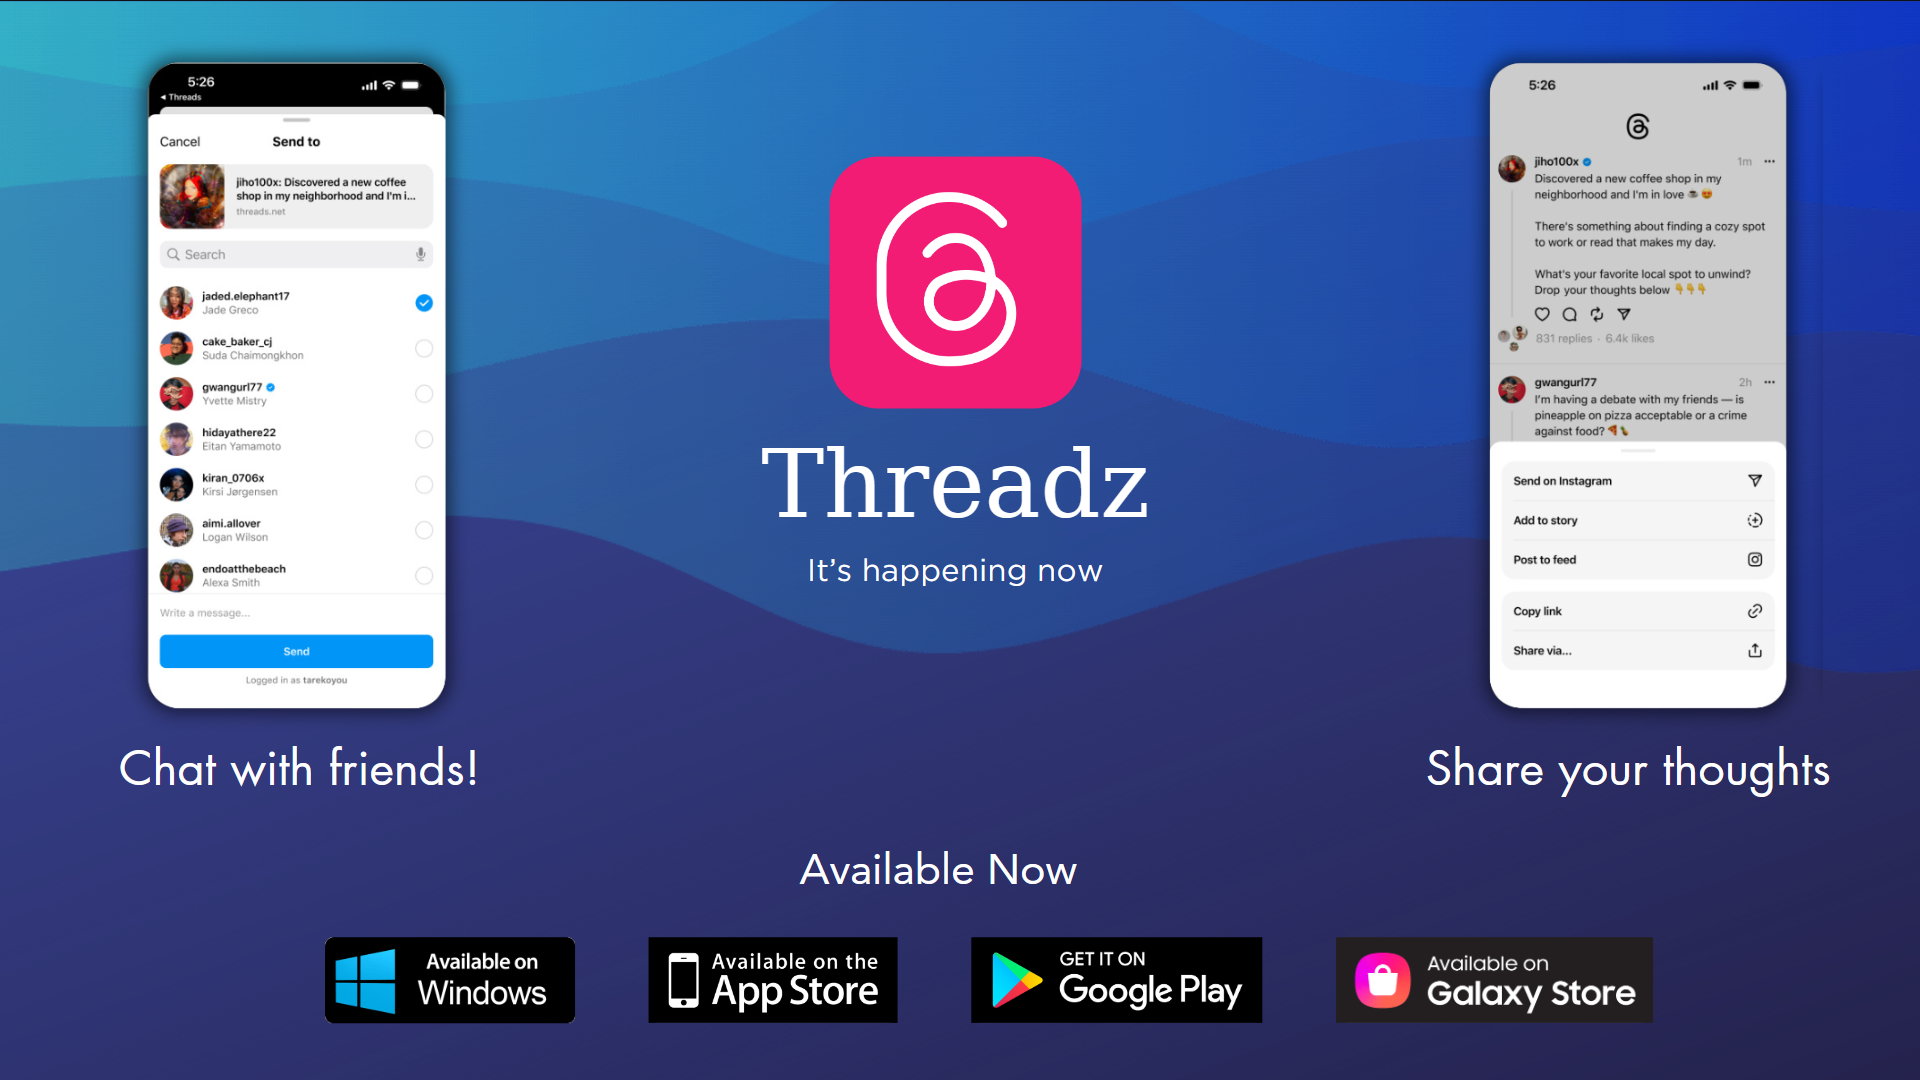 5:26
Threads
Cancel
Send to
jiho100x: Discovered a new coffee
shop in my neighborhood and I'm i...
threads.net
Search
jaded.elephant17
Jade Greco
cake_baker_cj
Suda Chaimongkhon
gwangurl77
Yvette Mistry
hidayathere22
Eitan Yamamoto
kiran_0706x
Kirsi Jørgensen
aimi.allover
Logan Wilson
endoatthebeach
Alexa Smith
Write a message...
Send
Logged in as tarekoyou
Chat with friends!
Threadz
It's happening now
5:26
jiho100x 1m
Discovered a new coffee shop in my
neighborhood and I'm in love ☕😍
There's something about finding a cozy spot
to work or read that makes my day.
What's your favorite local spot to unwind?
Drop your thoughts below 👇👇👇
831 replies · 6.4k likes
gwangurl77 2h
I'm having a debate with my friends — is
pineapple on pizza acceptable or a crime
against food? 🍕🍍
Send on Instagram
Add to story
Post to feed
Copy link
Share via...
Share your thoughts
Available Now
Available on
Windows
Available on the
App Store
GET IT ON
Google Play
Available on
Galaxy Store